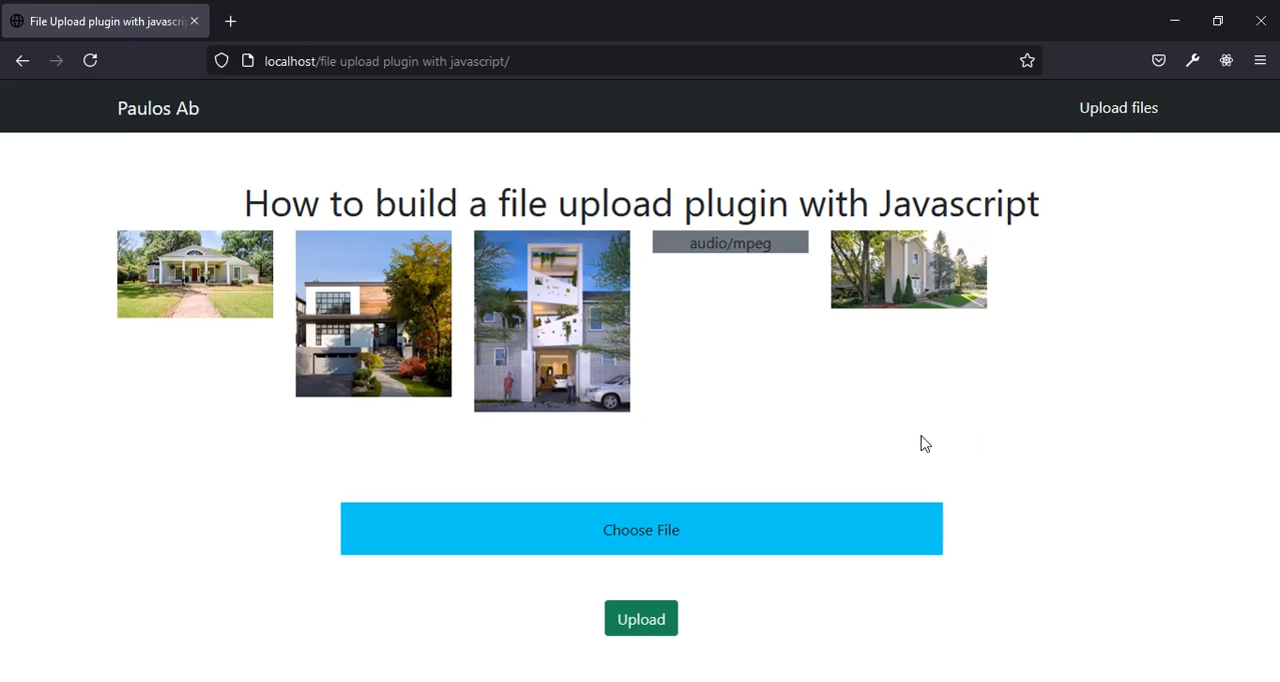 File Upload plugin with javascri
localhost/file upload plugin with javascript/
Paulos Ab
Upload files
How to build a file upload plugin with Javascript
audio/mpeg
Choose File
Upload